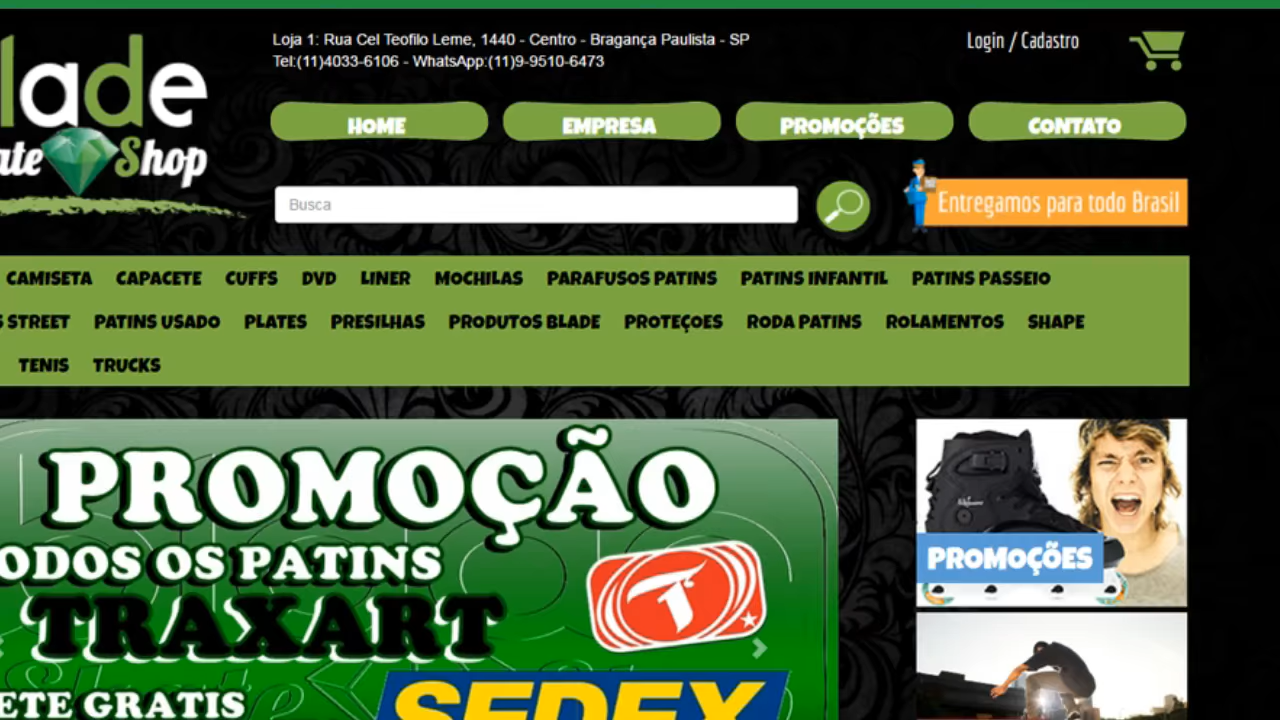 Loja 1: Rua Cel Teofilo Leme, 1440 - Centro - Bragança Paulista - SP
Tel:(11)4033-6106 - WhatsApp:(11)9-9510-6473
Login / Cadastro
lade
ate Shop
HOME
EMPRESA
PROMOÇÕES
CONTATO
Busca
Entregamos para todo Brasil
CAMISETA CAPACETE CUFFS DVD LINER MOCHILAS PARAFUSOS PATINS PATINS INFANTIL PATINS PASSEIO
S STREET PATINS USADO PLATES PRESILHAS PRODUTOS BLADE PROTEÇOES RODA PATINS ROLAMENTOS SHAPE
TENIS TRUCKS
PROMOÇÃO
ODOS OS PATINS
TRAXART
T
ETE GRATIS
SEDEX
PROMOÇÕES